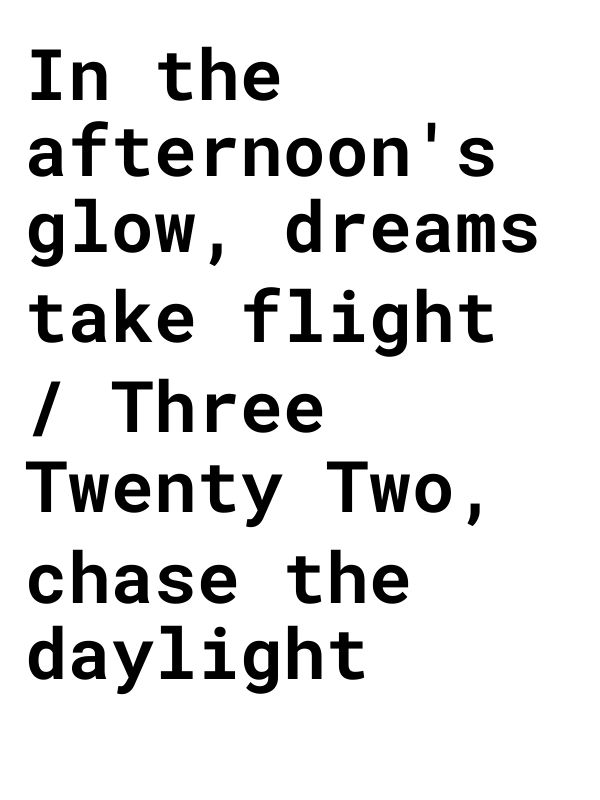 In the
afternoon's
glow, dreams
take flight
/ Three
Twenty Two,
chase the
daylight